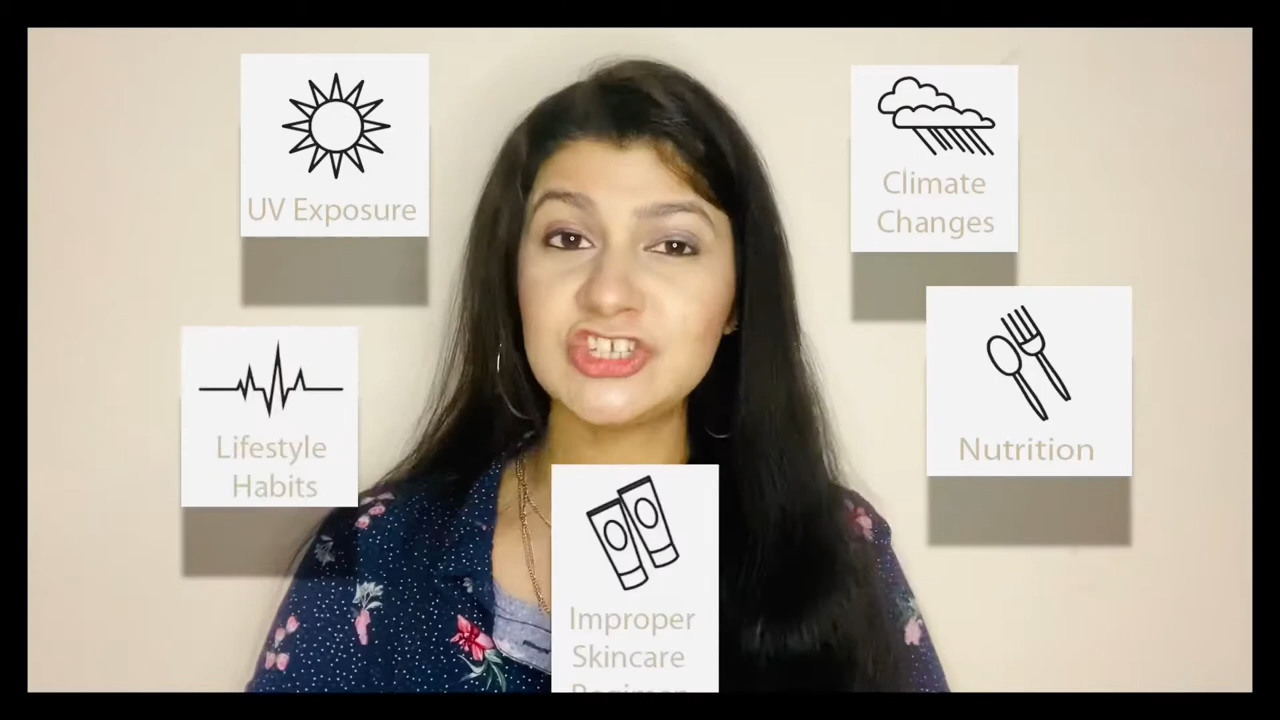 UV Exposure
Climate
Changes
Lifestyle
Habits
Nutrition
Improper
Skincare